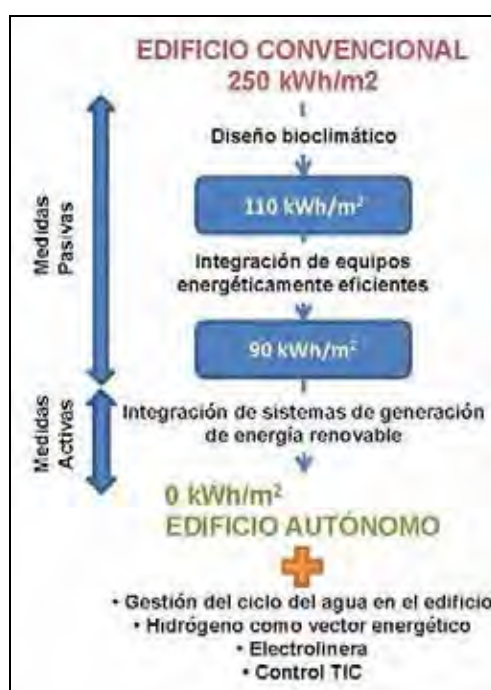 EDIFICIO CONVENCIONAL
250 kWh/m2
Diseño bioclimático
110 kWh/m²
Integración de equipos
energéticamente eficientes
90 kWh/m²
Integración de sistemas de generación
de energía renovable
0 kWh/m²
EDIFICIO AUTÓNOMO
• Gestión del ciclo del agua en el edificio
• Hidrógeno como vector energético
• Electrolinera
• Control TIC
Medidas
Pasivas
Medidas
Activas